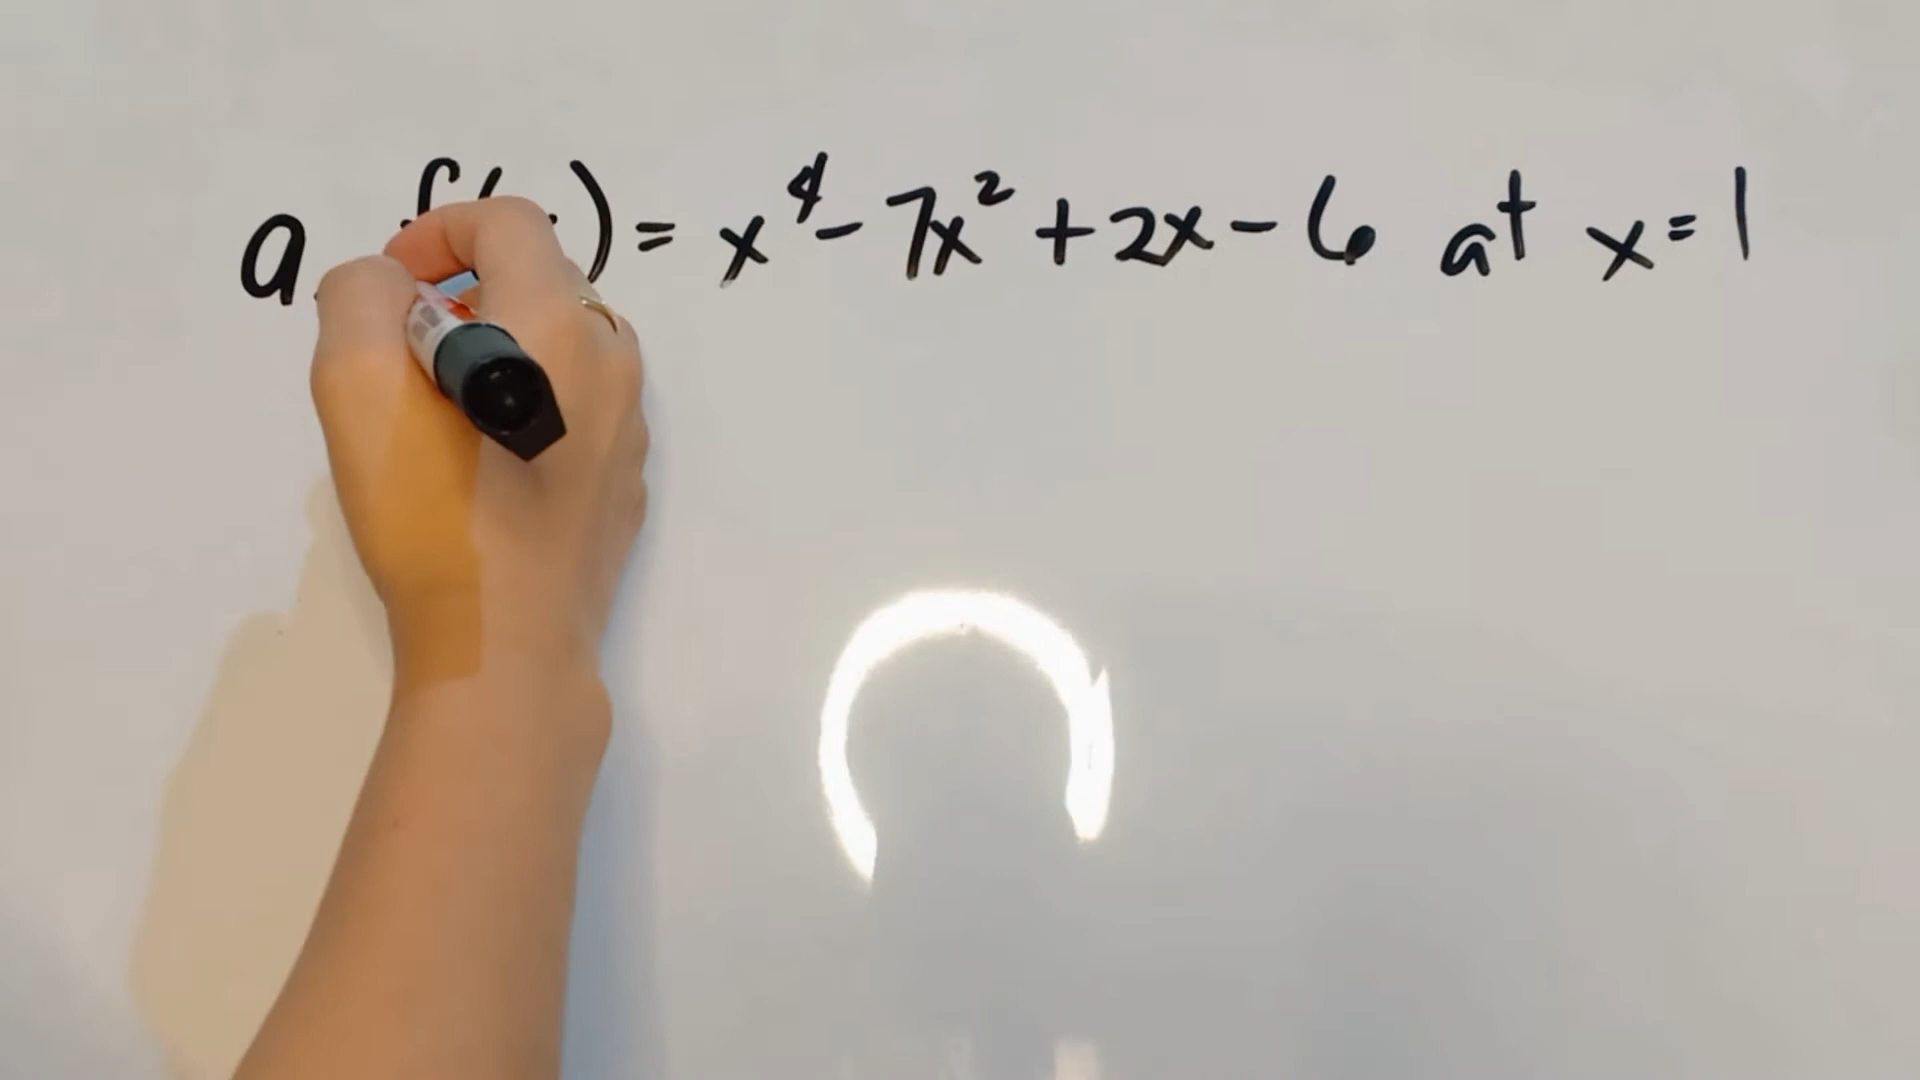 a. f(x) = x⁴ - 7x² + 2x - 6 at x = 1